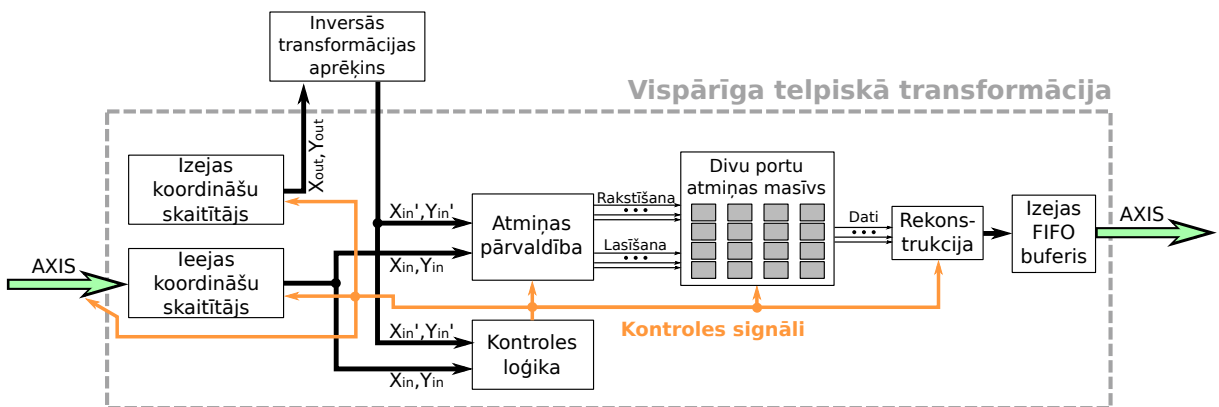 Inversās
transformācijas
aprēķins
Vispārīga telpiskā transformācija
Xout,Yout
Izejas
koordināšu
skaitītājs
AXIS
Ieejas
koordināšu
skaitītājs
Xin',Yin'
Xin,Yin
Atmiņas
pārvaldība
Rakstīšana
Lasīšana
Divu portu
atmiņas masīvs
Dati
Rekons-
trukcija
Izejas
FIFO
buferis
AXIS
Kontroles signāli
Xin',Yin'
Xin,Yin
Kontroles
loģika